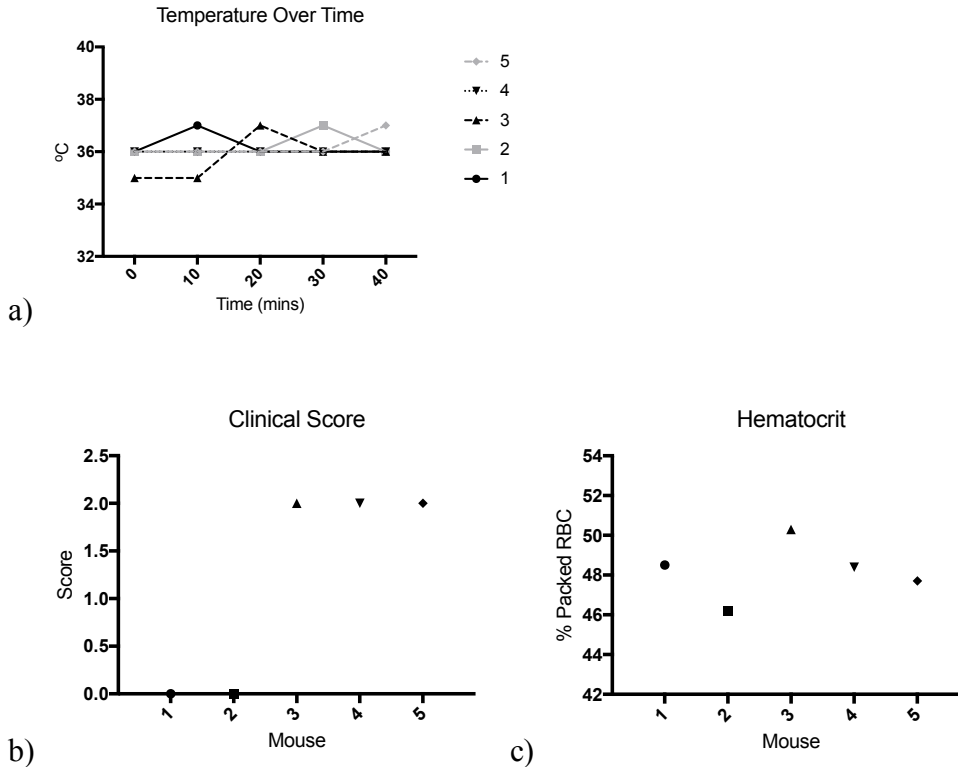 Temperature Over Time
40
38
36
34
32
ºC
0 10 20 30 40
Time (mins)
5
4
3
2
1
a)
Clinical Score
2.5
2.0
1.5
1.0
0.5
0.0
Score
1 2 3 4 5
Mouse
b)
Hematocrit
54
52
50
48
46
44
42
% Packed RBC
1 2 3 4 5
Mouse
c)